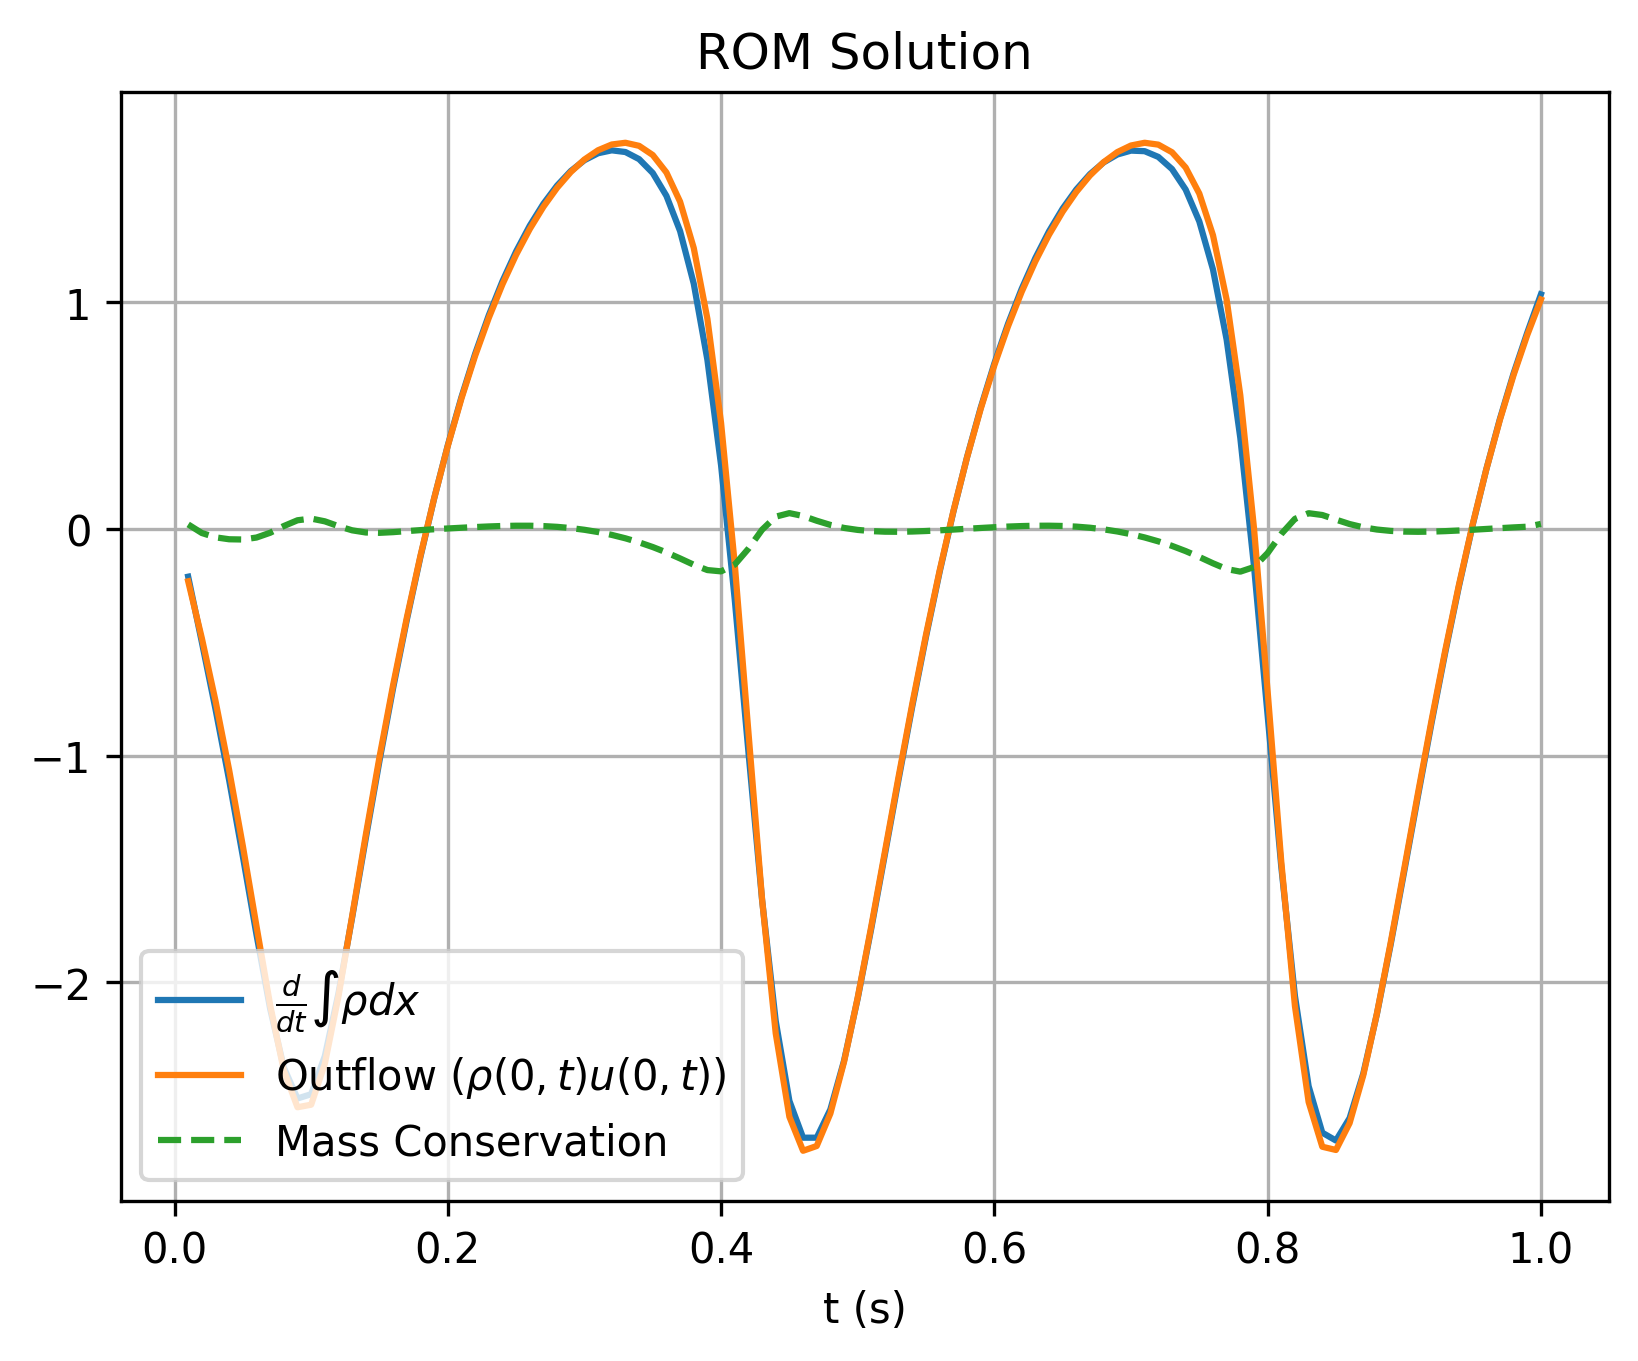 ROM Solution
1
0
−1
−2
d/dt ∫ρdx
Outflow (ρ(0, t)u(0, t))
Mass Conservation
0.0 0.2 0.4 0.6 0.8 1.0
t (s)